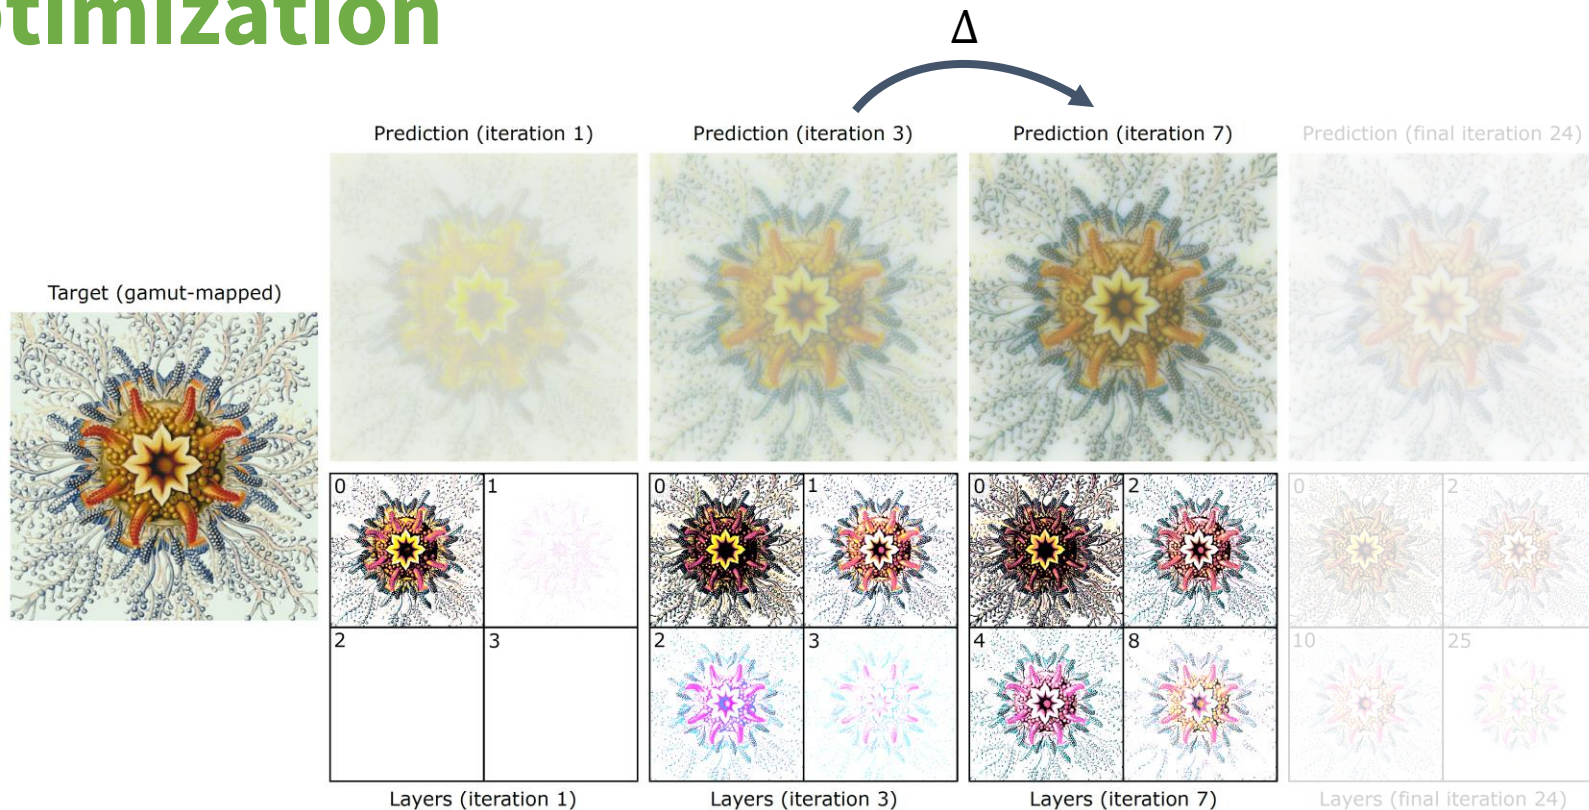 timization
Δ
Prediction (iteration 1)
Prediction (iteration 3)
Prediction (iteration 7)
Prediction (final iteration 24)
Target (gamut-mapped)
0 1
2 3
0 1
2 3
0 2
4 8
0 2
10 25
Layers (iteration 1)
Layers (iteration 3)
Layers (iteration 7)
Layers (final iteration 24)